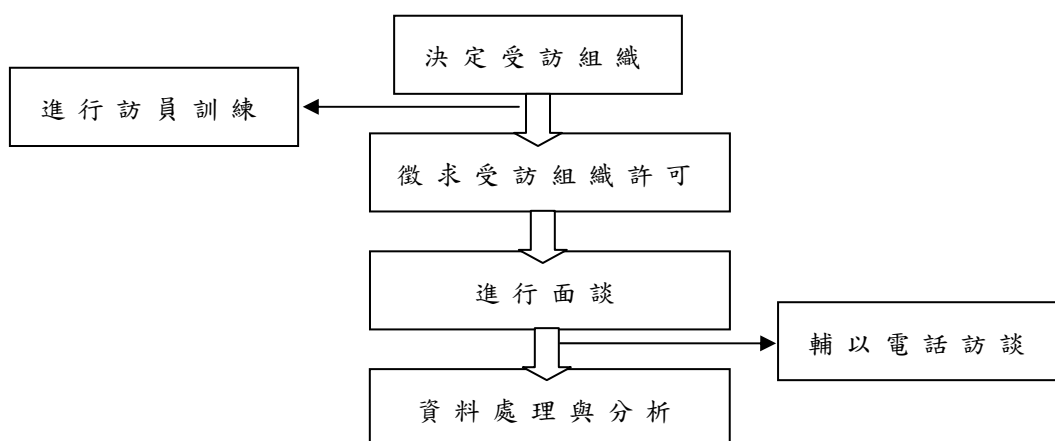 決定受訪組織
進行訪員訓練
徵求受訪組織許可
進行面談
輔以電話訪談
資料處理與分析